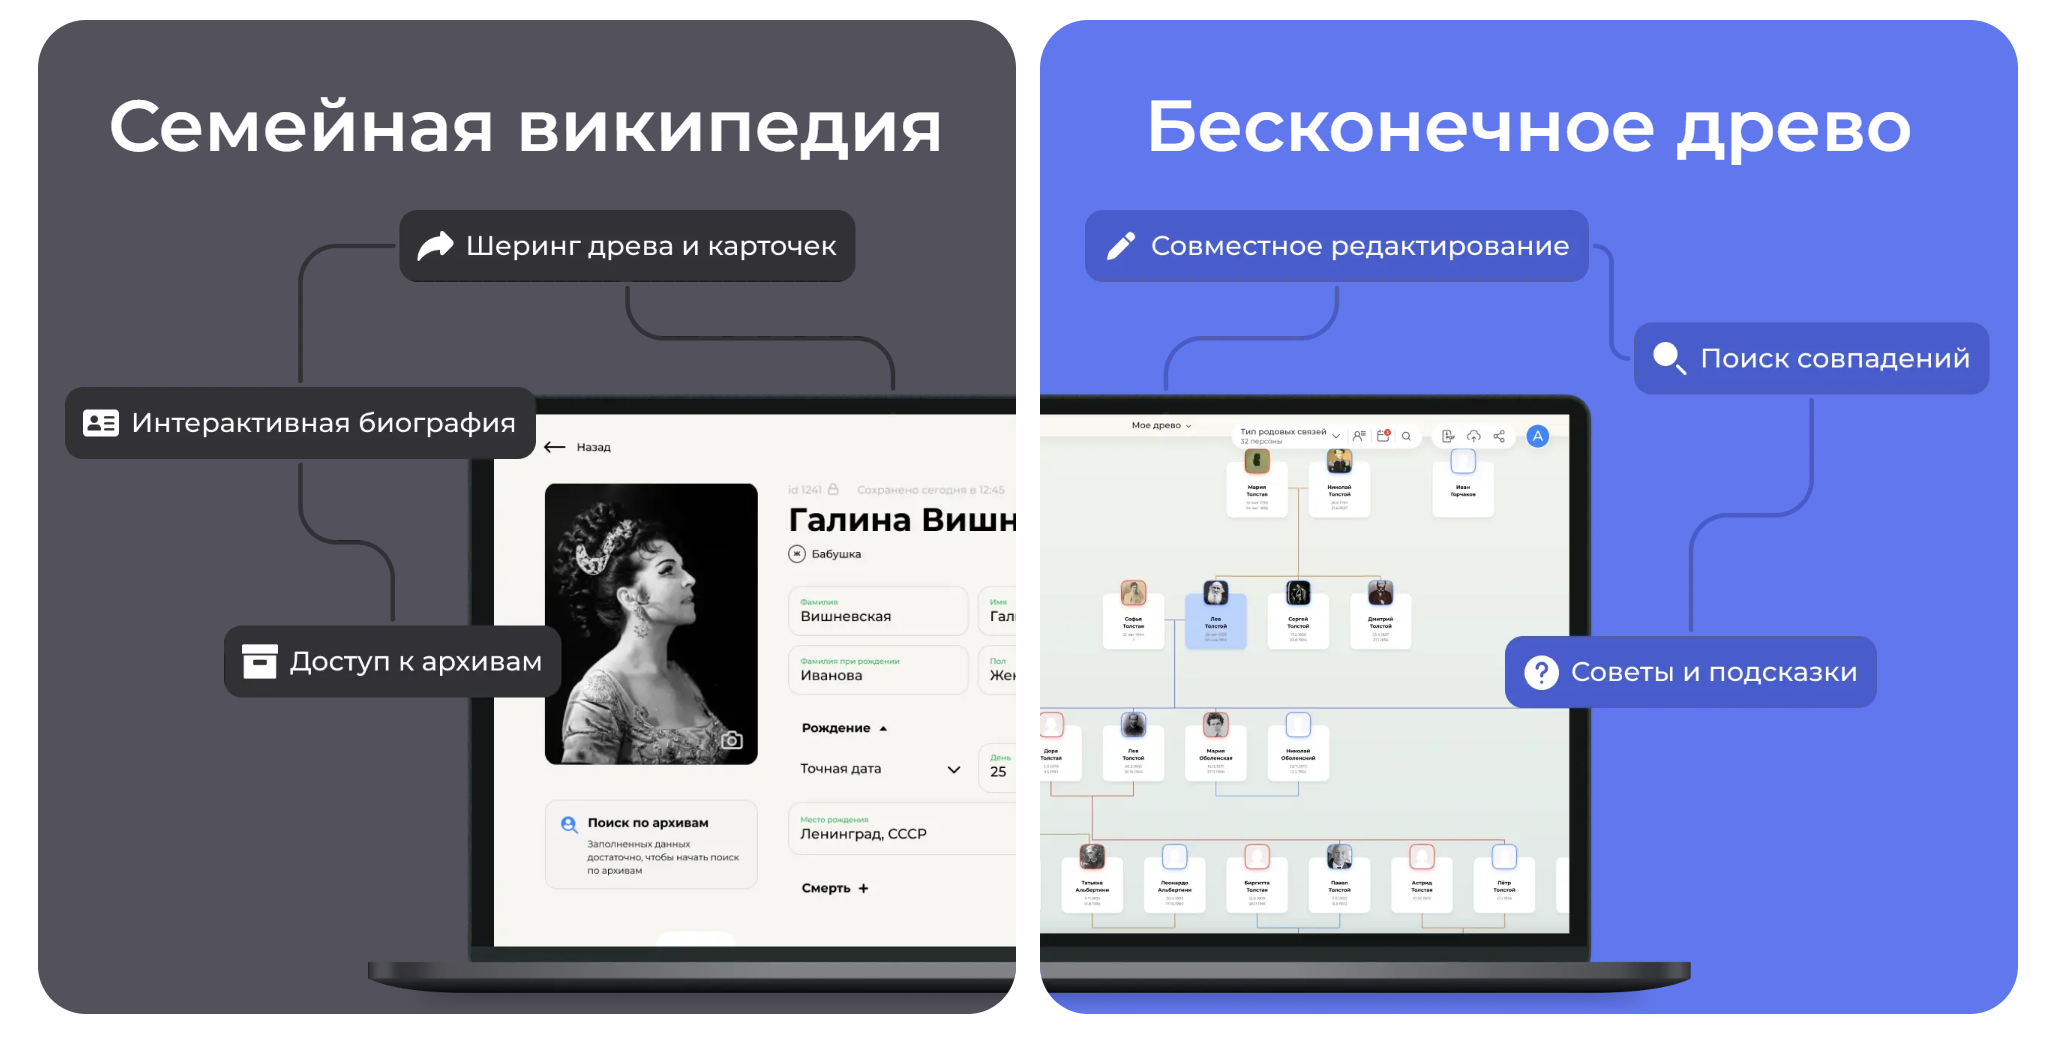 Семейная википедия
Шеринг древа и карточек
Интерактивная биография
Доступ к архивам
Назад
id 1241
Сохранено сегодня в 12:45
Галина Вишн
Ж
Бабушка
Фамилия
Вишневская
Имя
Гал
Фамилия при рождении
Иванова
Пол
Жен
Рождение
Точная дата
День
25
Место рождения
Ленинград, СССР
Смерть
Поиск по архивам
Заполненных данных
достаточно, чтобы начать поиск
по архивам
Бесконечное древо
Совместное редактирование
Поиск совпадений
Советы и подсказки
Мое древо
Тип родовых связей
32 персоны
А
Мария
Толстая
Николай
Толстой
Иван
Горчаков
Софья
Толстая
Лев
Толстой
Сергей
Толстой
Дмитрий
Толстой
Дора
Толстая
Лев
Толстой
Мария
Оболенская
Николай
Оболенский
Татьяна
Альбертини
Леонардо
Альбертини
Биргитта
Толстая
Павел
Толстой
Астрид
Толстая
Пётр
Толстой